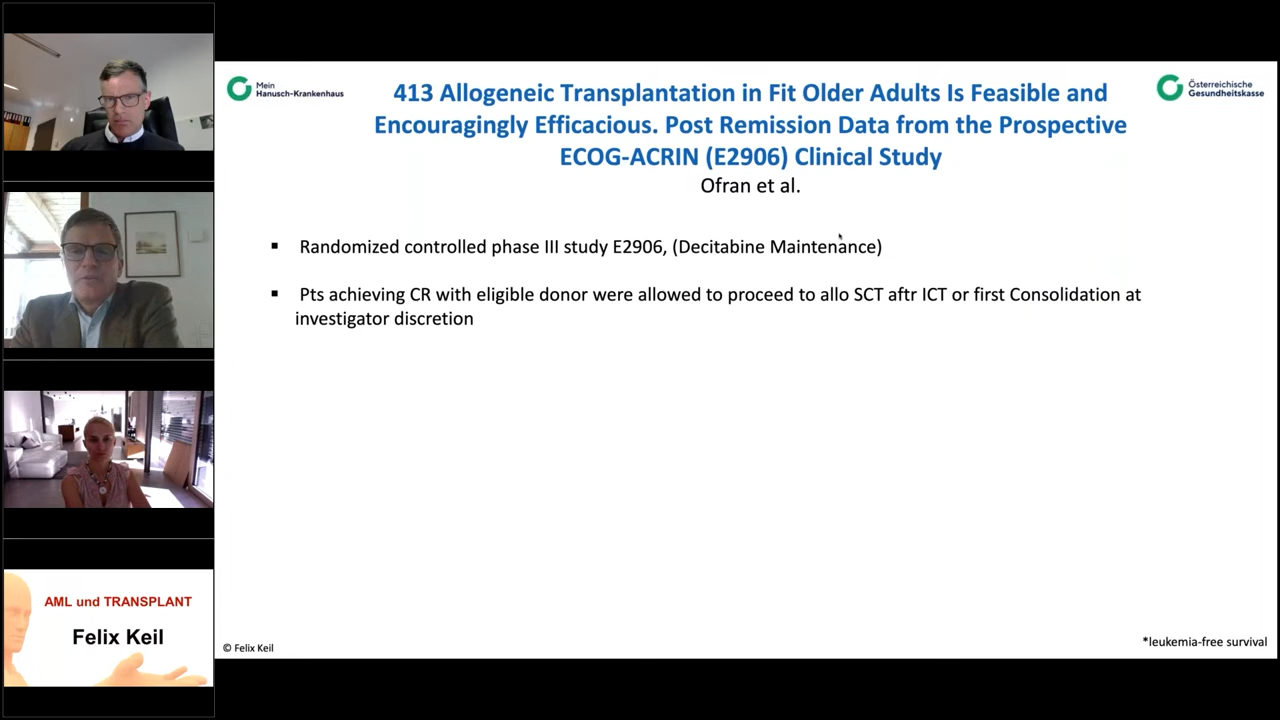 Mein
Hanusch-Krankenhaus
Österreichische
Gesundheitskasse
413 Allogeneic Transplantation in Fit Older Adults Is Feasible and
Encouragingly Efficacious. Post Remission Data from the Prospective
ECOG-ACRIN (E2906) Clinical Study
Ofran et al.
▪ Randomized controlled phase III study E2906, (Decitabine Maintenance)
▪ Pts achieving CR with eligible donor were allowed to proceed to allo SCT aftr ICT or first Consolidation at
investigator discretion
AML und TRANSPLANT
Felix Keil
© Felix Keil
*leukemia-free survival